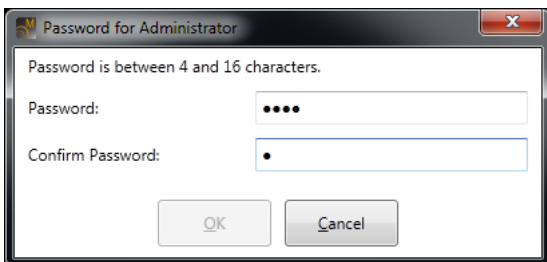 Password for Administrator
Password is between 4 and 16 characters.
Password: ●●●●
Confirm Password: ●
OK Cancel